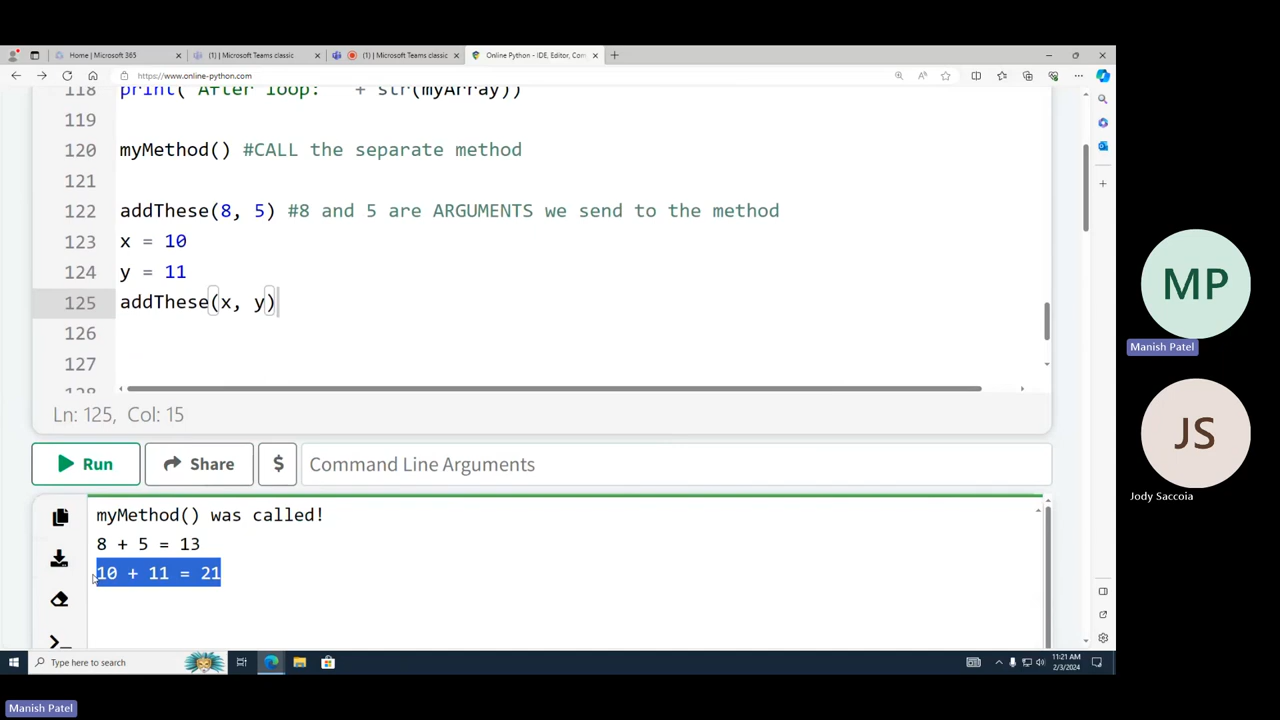 Home | Microsoft 365
(1) | Microsoft Teams classic
(1) | Microsoft Teams classic
Online Python - IDE, Editor, Com
https://www.online-python.com
118 print( After loop:   + str(myArray))
119
120 myMethod() #CALL the separate method
121
122 addThese(8, 5) #8 and 5 are ARGUMENTS we send to the method
123 x = 10
124 y = 11
125 addThese(x, y)
126
127
128
Ln: 125, Col: 15
Run
Share
$
Command Line Arguments
myMethod() was called!
8 + 5 = 13
10 + 11 = 21
MP
Manish Patel
JS
Jody Saccoia
Type here to search
11:21 AM
2/3/2024
Manish Patel